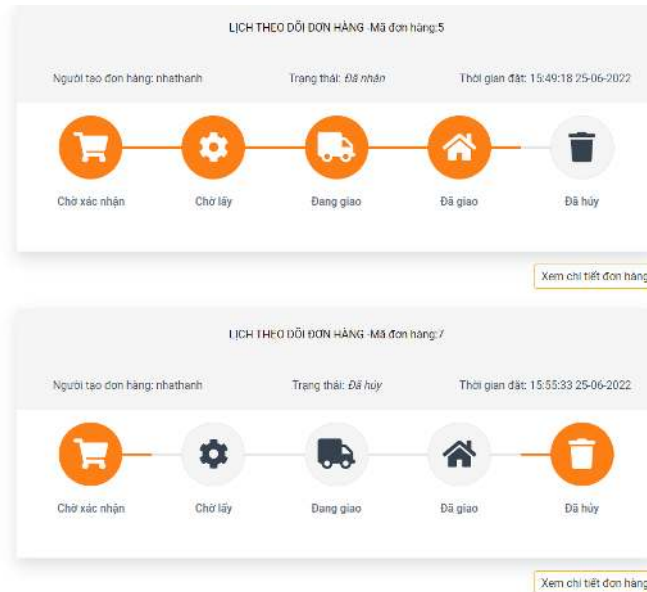 LỊCH THEO DÕI ĐƠN HÀNG -Mã đơn hàng:5
Người tạo đơn hàng: nhathanh Trạng thái: Đã nhận Thời gian đặt: 15:49:18 25-06-2022
Chờ xác nhận Chờ lấy Đang giao Đã giao Đã hủy
Xem chi tiết đơn hàng
LỊCH THEO DÕI ĐƠN HÀNG -Mã đơn hàng:7
Người tạo đơn hàng: nhathanh Trạng thái: Đã hủy Thời gian đặt: 15:55:33 25-06-2022
Chờ xác nhận Chờ lấy Đang giao Đã giao Đã hủy
Xem chi tiết đơn hàng